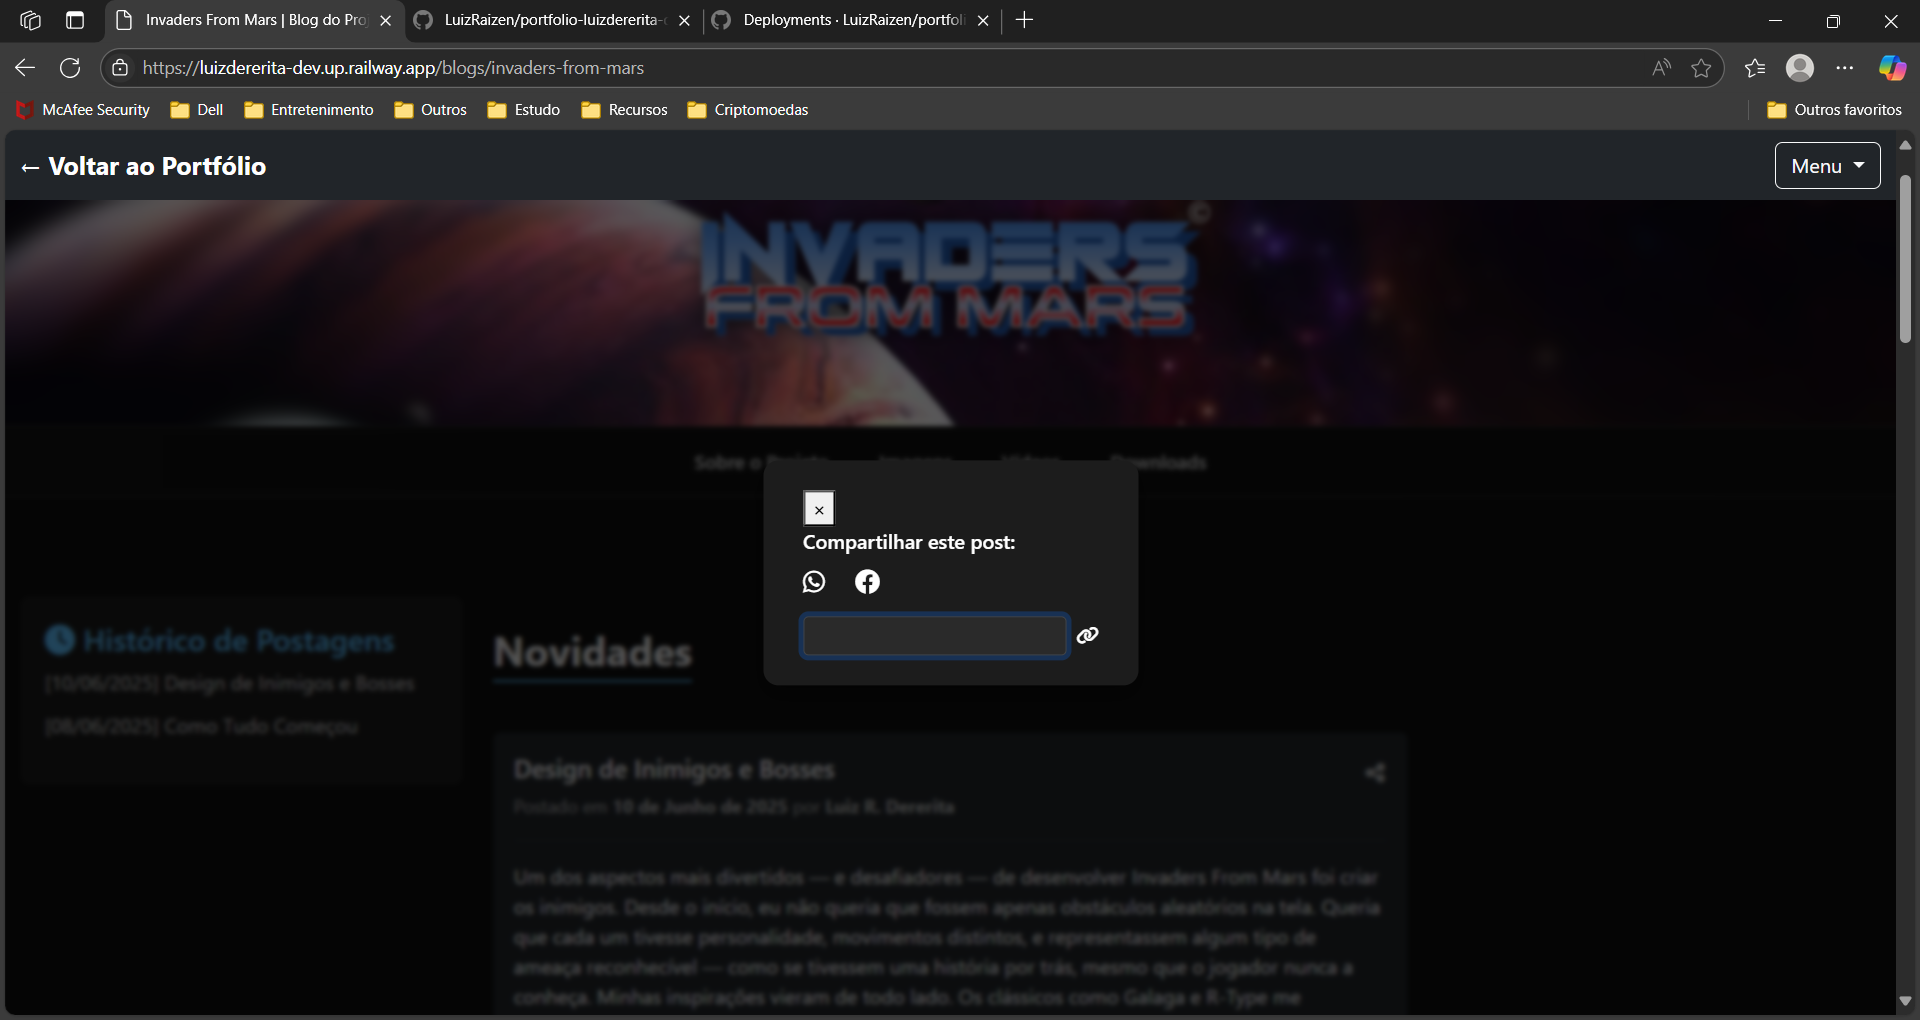 Invaders From Mars | Blog do Pro
LuizRaizen/portfolio-luizdererita-
Deployments · LuizRaizen/portfoli
https://luizdererita-dev.up.railway.app/blogs/invaders-from-mars
McAfee Security
Dell
Entretenimento
Outros
Estudo
Recursos
Criptomoedas
Outros favoritos
← Voltar ao Portfólio
Menu
©
INVADERS
FROM MARS
Sobre o Projeto
Imagens
Vídeos
Downloads
×
Compartilhar este post:
Histórico de Postagens
[10/06/2025] Design de Inimigos e Bosses
[08/06/2025] Como Tudo Começou
Novidades
Design de Inimigos e Bosses
Postado em 10 de Junho de 2025 por Luiz R. Dererita
Um dos aspectos mais divertidos — e desafiadores — de desenvolver Invaders From Mars foi criar
os inimigos. Desde o início, eu não queria que fossem apenas obstáculos aleatórios na tela. Queria
que cada um tivesse personalidade, movimentos distintos, e representassem algum tipo de
ameaça reconhecível — como se tivessem uma história por trás, mesmo que o jogador nunca a
conheça. Minhas inspirações vieram de todo lado. Os clássicos como Galaga e R-Type me